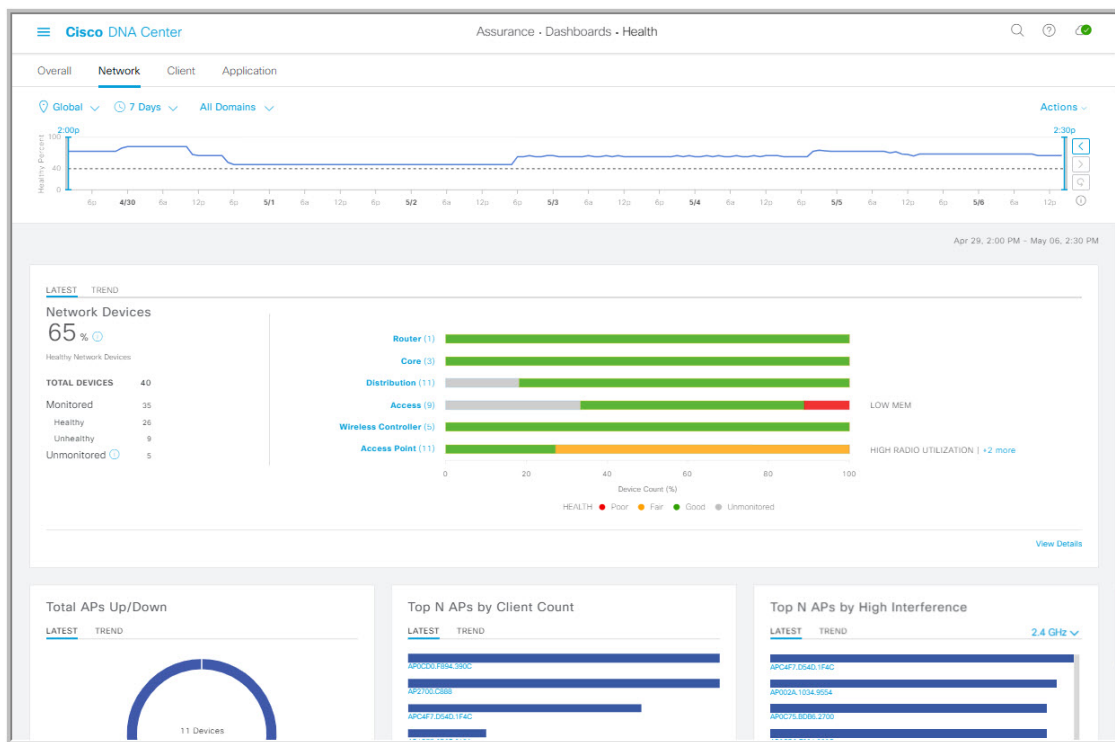 Cisco DNA Center
Assurance · Dashboards · Health
Overall Network Client Application
Global 7 Days All Domains
Actions
2:00p 2:30p
Healthy Percent
100
40
0
6p 4/30 6a 12p 6p 5/1 6a 12p 6p 5/2 6a 12p 6p 5/3 6a 12p 6p 5/4 6a 12p 6p 5/5 6a 12p 6p 5/6 6a 12p
Apr 29, 2:00 PM - May 06, 2:30 PM
LATEST TREND
Network Devices
65 %
Healthy Network Devices
TOTAL DEVICES 40
Monitored 35
Healthy 26
Unhealthy 9
Unmonitored 5
Router (1)
Core (3)
Distribution (11)
Access (9) LOW MEM
Wireless Controller (5)
Access Point (11) HIGH RADIO UTILIZATION | +2 more
0 20 40 60 80 100
Device Count (%)
HEALTH Poor Fair Good Unmonitored
View Details
Total APs Up/Down
LATEST TREND
11 Devices
Top N APs by Client Count
LATEST TREND
AP0CD0.F894.390C
AP2700.C888
APC4F7.D54D.1F4C
Top N APs by High Interference
LATEST TREND
2.4 GHz
APC4F7.D54D.1F4C
AP002A.1034.9554
AP0C75.BDB6.2700